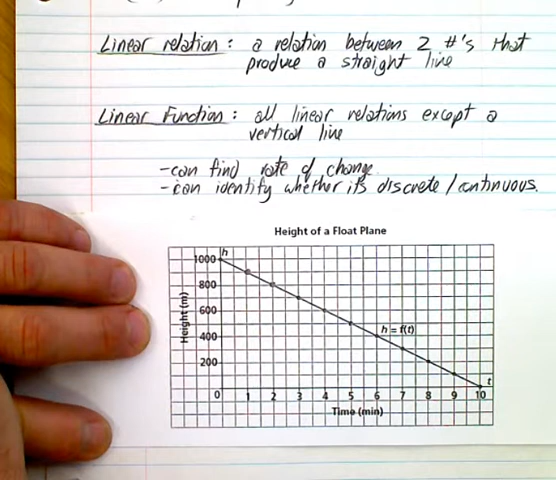 Linear relation : a relation between 2 #'s that
produce a straight line
Linear Function : all linear relations except a
vertical line
-can find rate of change.
-can identify whether its discrete / continuous.
Height of a Float Plane
h
1000
800
600
400
200
0
Height (m)
h = f(t)
t
1 2 3 4 5 6 7 8 9 10
Time (min)